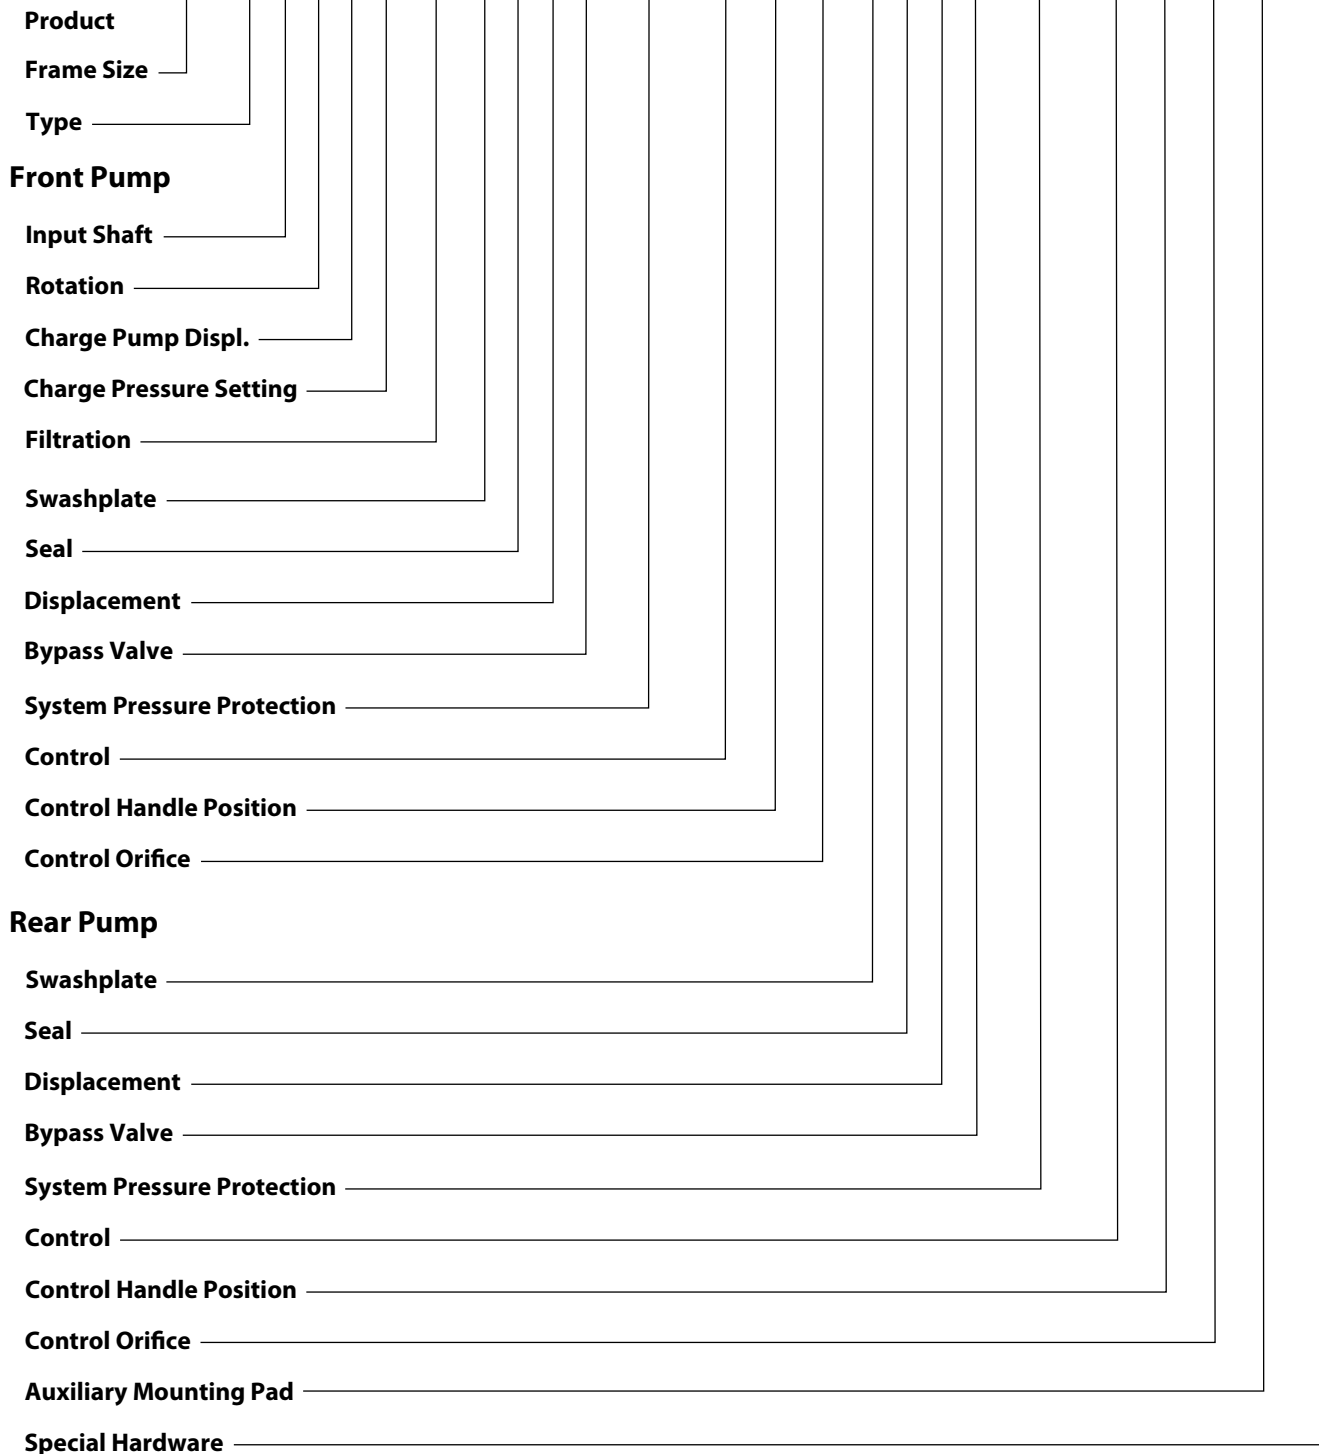 Product
Frame Size
Type
Front Pump
Input Shaft
Rotation
Charge Pump Displ.
Charge Pressure Setting
Filtration
Swashplate
Seal
Displacement
Bypass Valve
System Pressure Protection
Control
Control Handle Position
Control Orifice
Rear Pump
Swashplate
Seal
Displacement
Bypass Valve
System Pressure Protection
Control
Control Handle Position
Control Orifice
Auxiliary Mounting Pad
Special Hardware